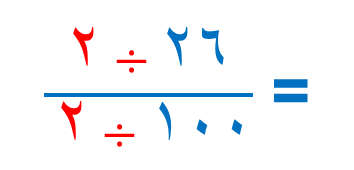 ٢ ÷ ٢٦ =
٢ ÷ ١٠٠